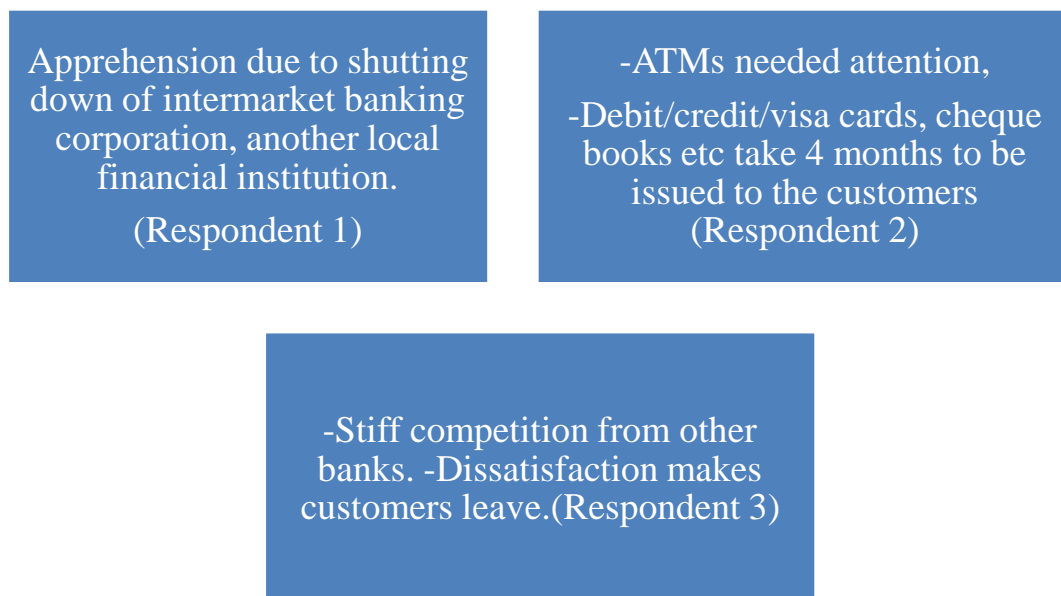 Apprehension due to shutting
down of intermarket banking
corporation, another local
financial institution.
(Respondent 1)
-ATMs needed attention,
-Debit/credit/visa cards, cheque
books etc take 4 months to be
issued to the customers
(Respondent 2)
-Stiff competition from other
banks. -Dissatisfaction makes
customers leave.(Respondent 3)